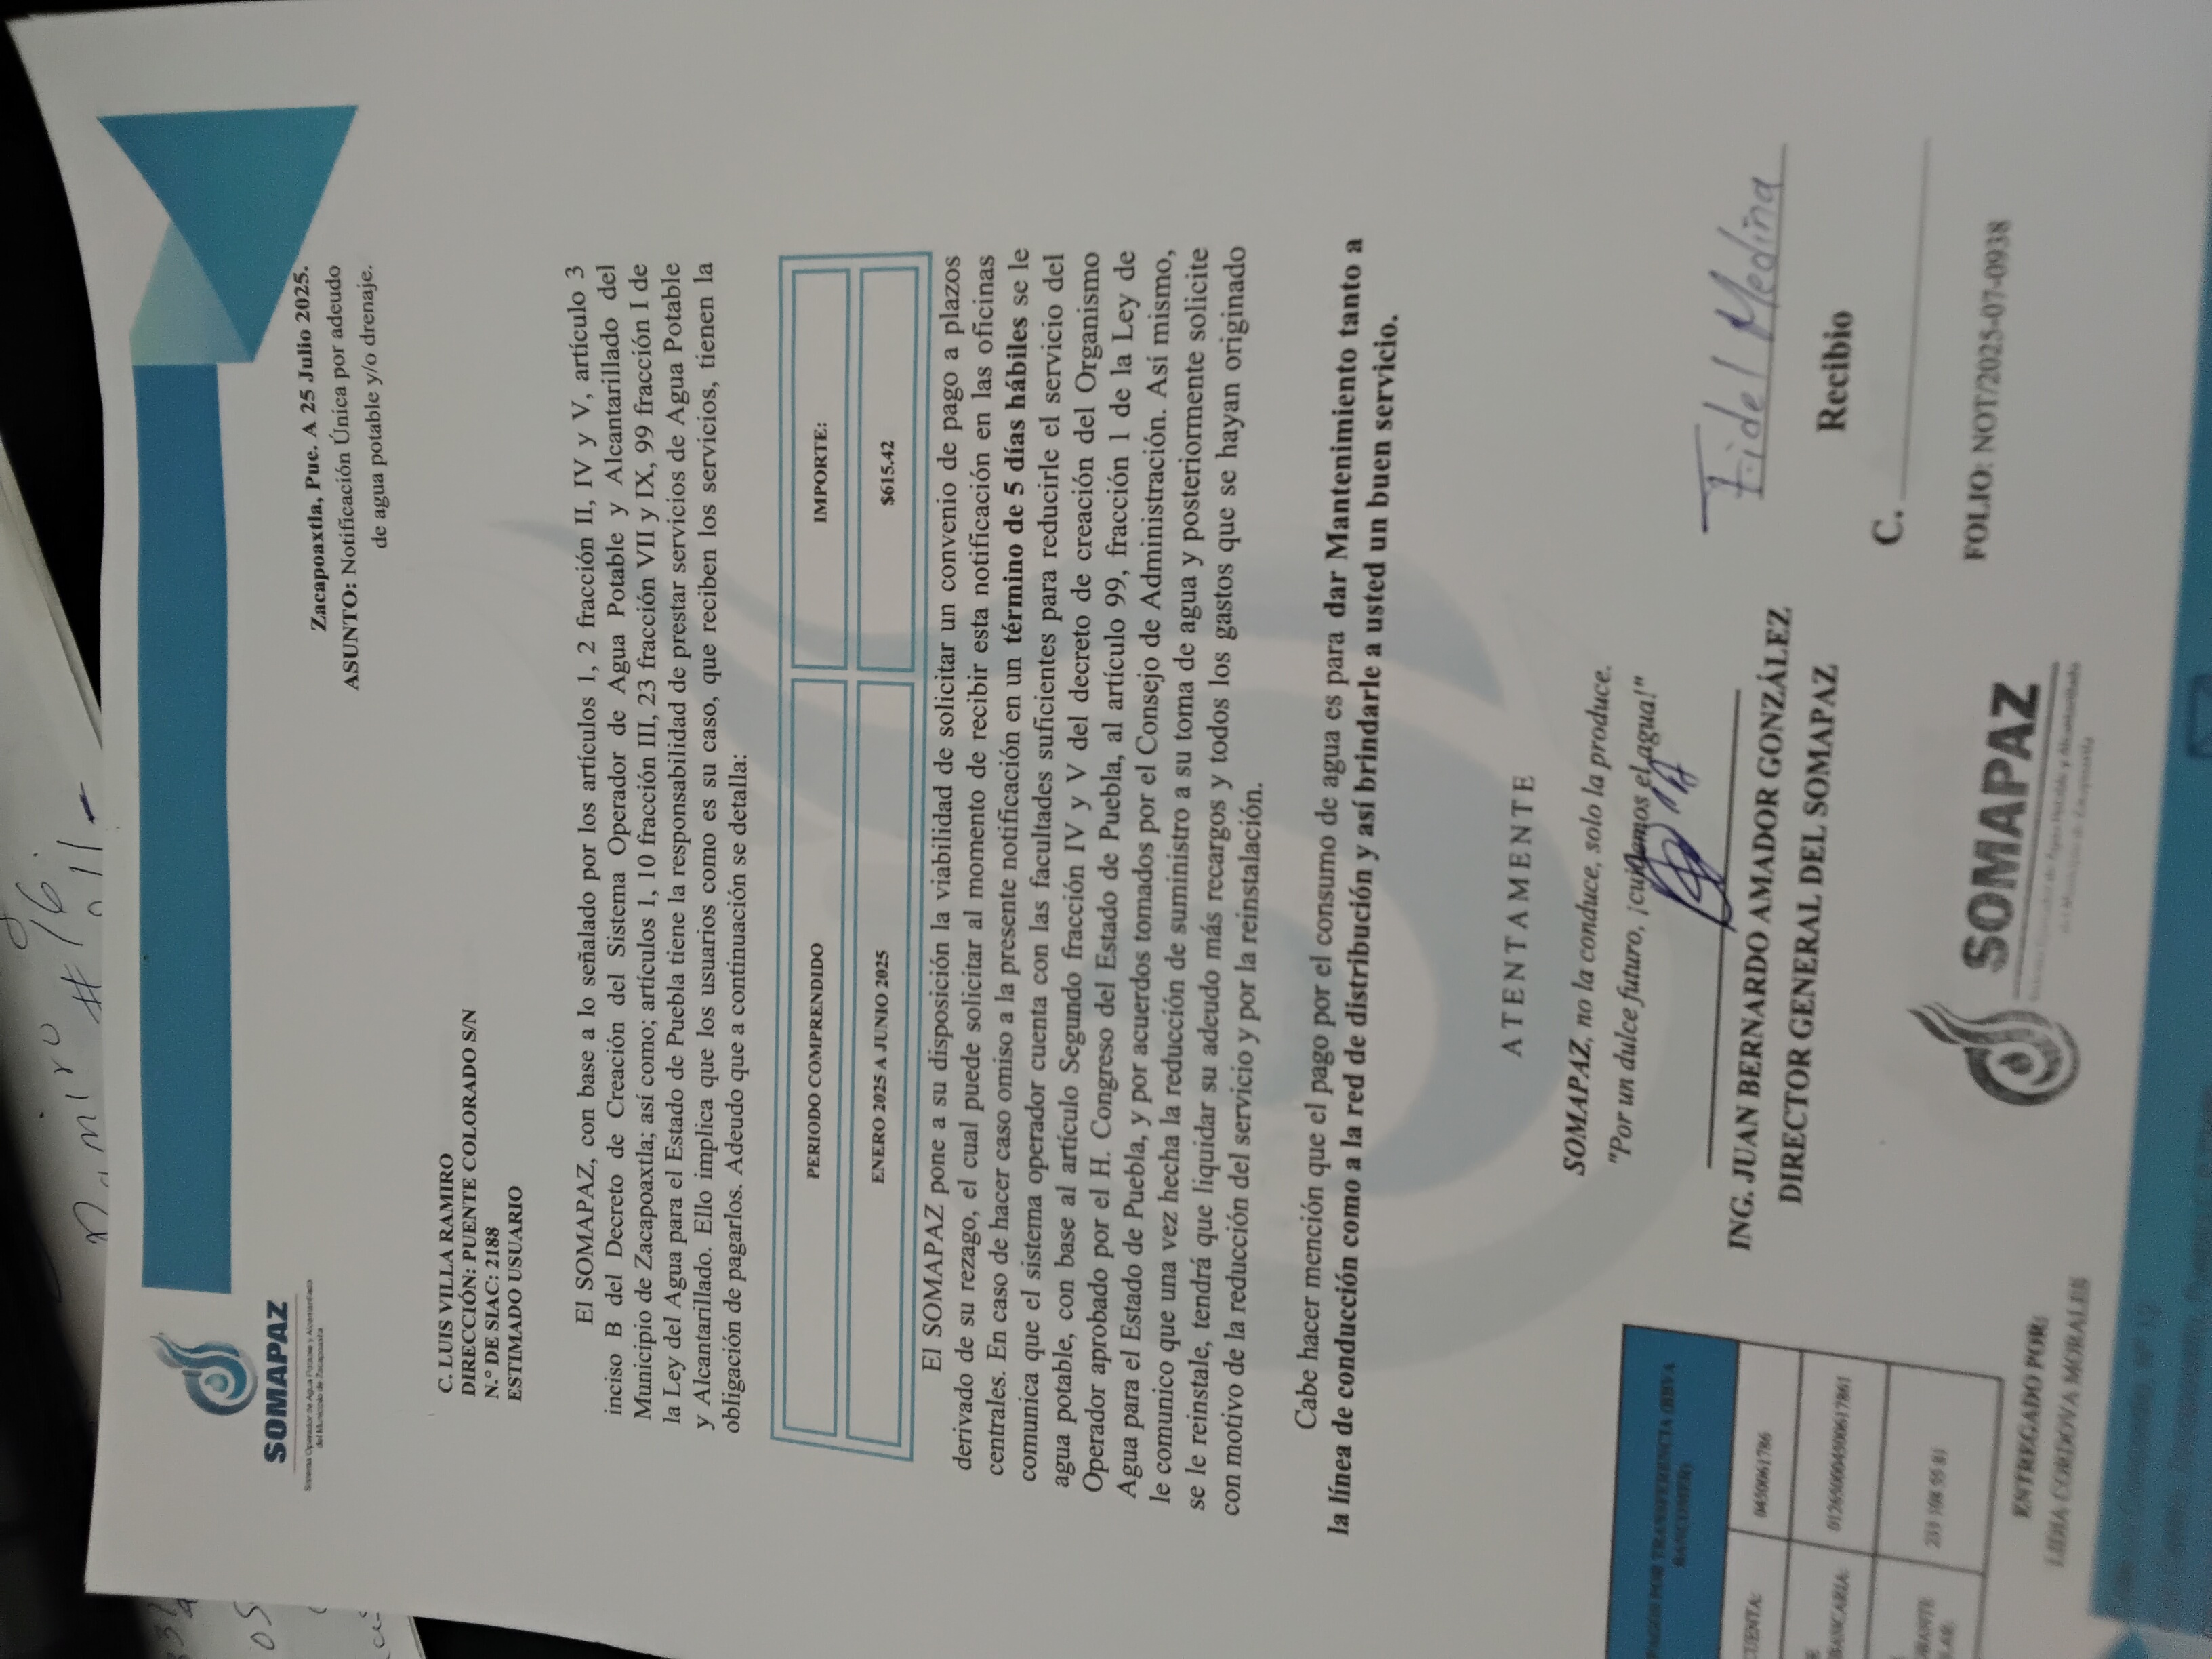 Ramiro # 16.
SOMAPAZ
Sistema Operador de Agua Potable y Alcantarillado
del Municipio de Zacapoaxtla
Zacapoaxtla, Pue. A 25 Julio 2025.
ASUNTO: Notificación Única por adeudo
de agua potable y/o drenaje.
C. LUIS VILLA RAMIRO
DIRECCIÓN: PUENTE COLORADO S/N
N.° DE SIAC: 2188
ESTIMADO USUARIO
El SOMAPAZ, con base a lo señalado por los artículos 1, 2 fracción II, IV y V, artículo 3
inciso B del Decreto de Creación del Sistema Operador de Agua Potable y Alcantarillado del
Municipio de Zacapoaxtla; así como; artículos 1, 10 fracción III, 23 fracción VII y IX, 99 fracción I de
la Ley del Agua para el Estado de Puebla tiene la responsabilidad de prestar servicios de Agua Potable
y Alcantarillado. Ello implica que los usuarios como es su caso, que reciben los servicios, tienen la
obligación de pagarlos. Adeudo que a continuación se detalla:
PERIODO COMPRENDIDO IMPORTE:
ENERO 2025 A JUNIO 2025 $615.42
El SOMAPAZ pone a su disposición la viabilidad de solicitar un convenio de pago a plazos
derivado de su rezago, el cual puede solicitar al momento de recibir esta notificación en las oficinas
centrales. En caso de hacer caso omiso a la presente notificación en un término de 5 días hábiles se le
comunica que el sistema operador cuenta con las facultades suficientes para reducirle el servicio del
agua potable, con base al artículo Segundo fracción IV y V del decreto de creación del Organismo
Operador aprobado por el H. Congreso del Estado de Puebla, al artículo 99, fracción 1 de la Ley de
Agua para el Estado de Puebla, y por acuerdos tomados por el Consejo de Administración. Así mismo,
le comunico que una vez hecha la reducción de suministro a su toma de agua y posteriormente solicite
se le reinstale, tendrá que liquidar su adeudo más recargos y todos los gastos que se hayan originado
con motivo de la reducción del servicio y por la reinstalación.
Cabe hacer mención que el pago por el consumo de agua es para dar Mantenimiento tanto a
la línea de conducción como a la red de distribución y así brindarle a usted un buen servicio.
ATENTAMENTE
SOMAPAZ, no la conduce, solo la produce.
"Por un dulce futuro, ¡cuidemos el agua!"
ING. JUAN BERNARDO AMADOR GONZÁLEZ
DIRECTOR GENERAL DEL SOMAPAZ
Fidel Medina
Recibio
C.
FOLIO: NOT/2025-07-0938
PAGOS POR TRANSFERENCIA (BBVA
BANCOMER)
CUENTA: 0450061786
BANCARIA: 012650004500617861
ENTREGADO POR:
LIDIA CORDOVA MORALES
SOMAPAZ
Sistema Operador de Agua Potable y Alcantarillado
del Municipio de Zacapoaxtla